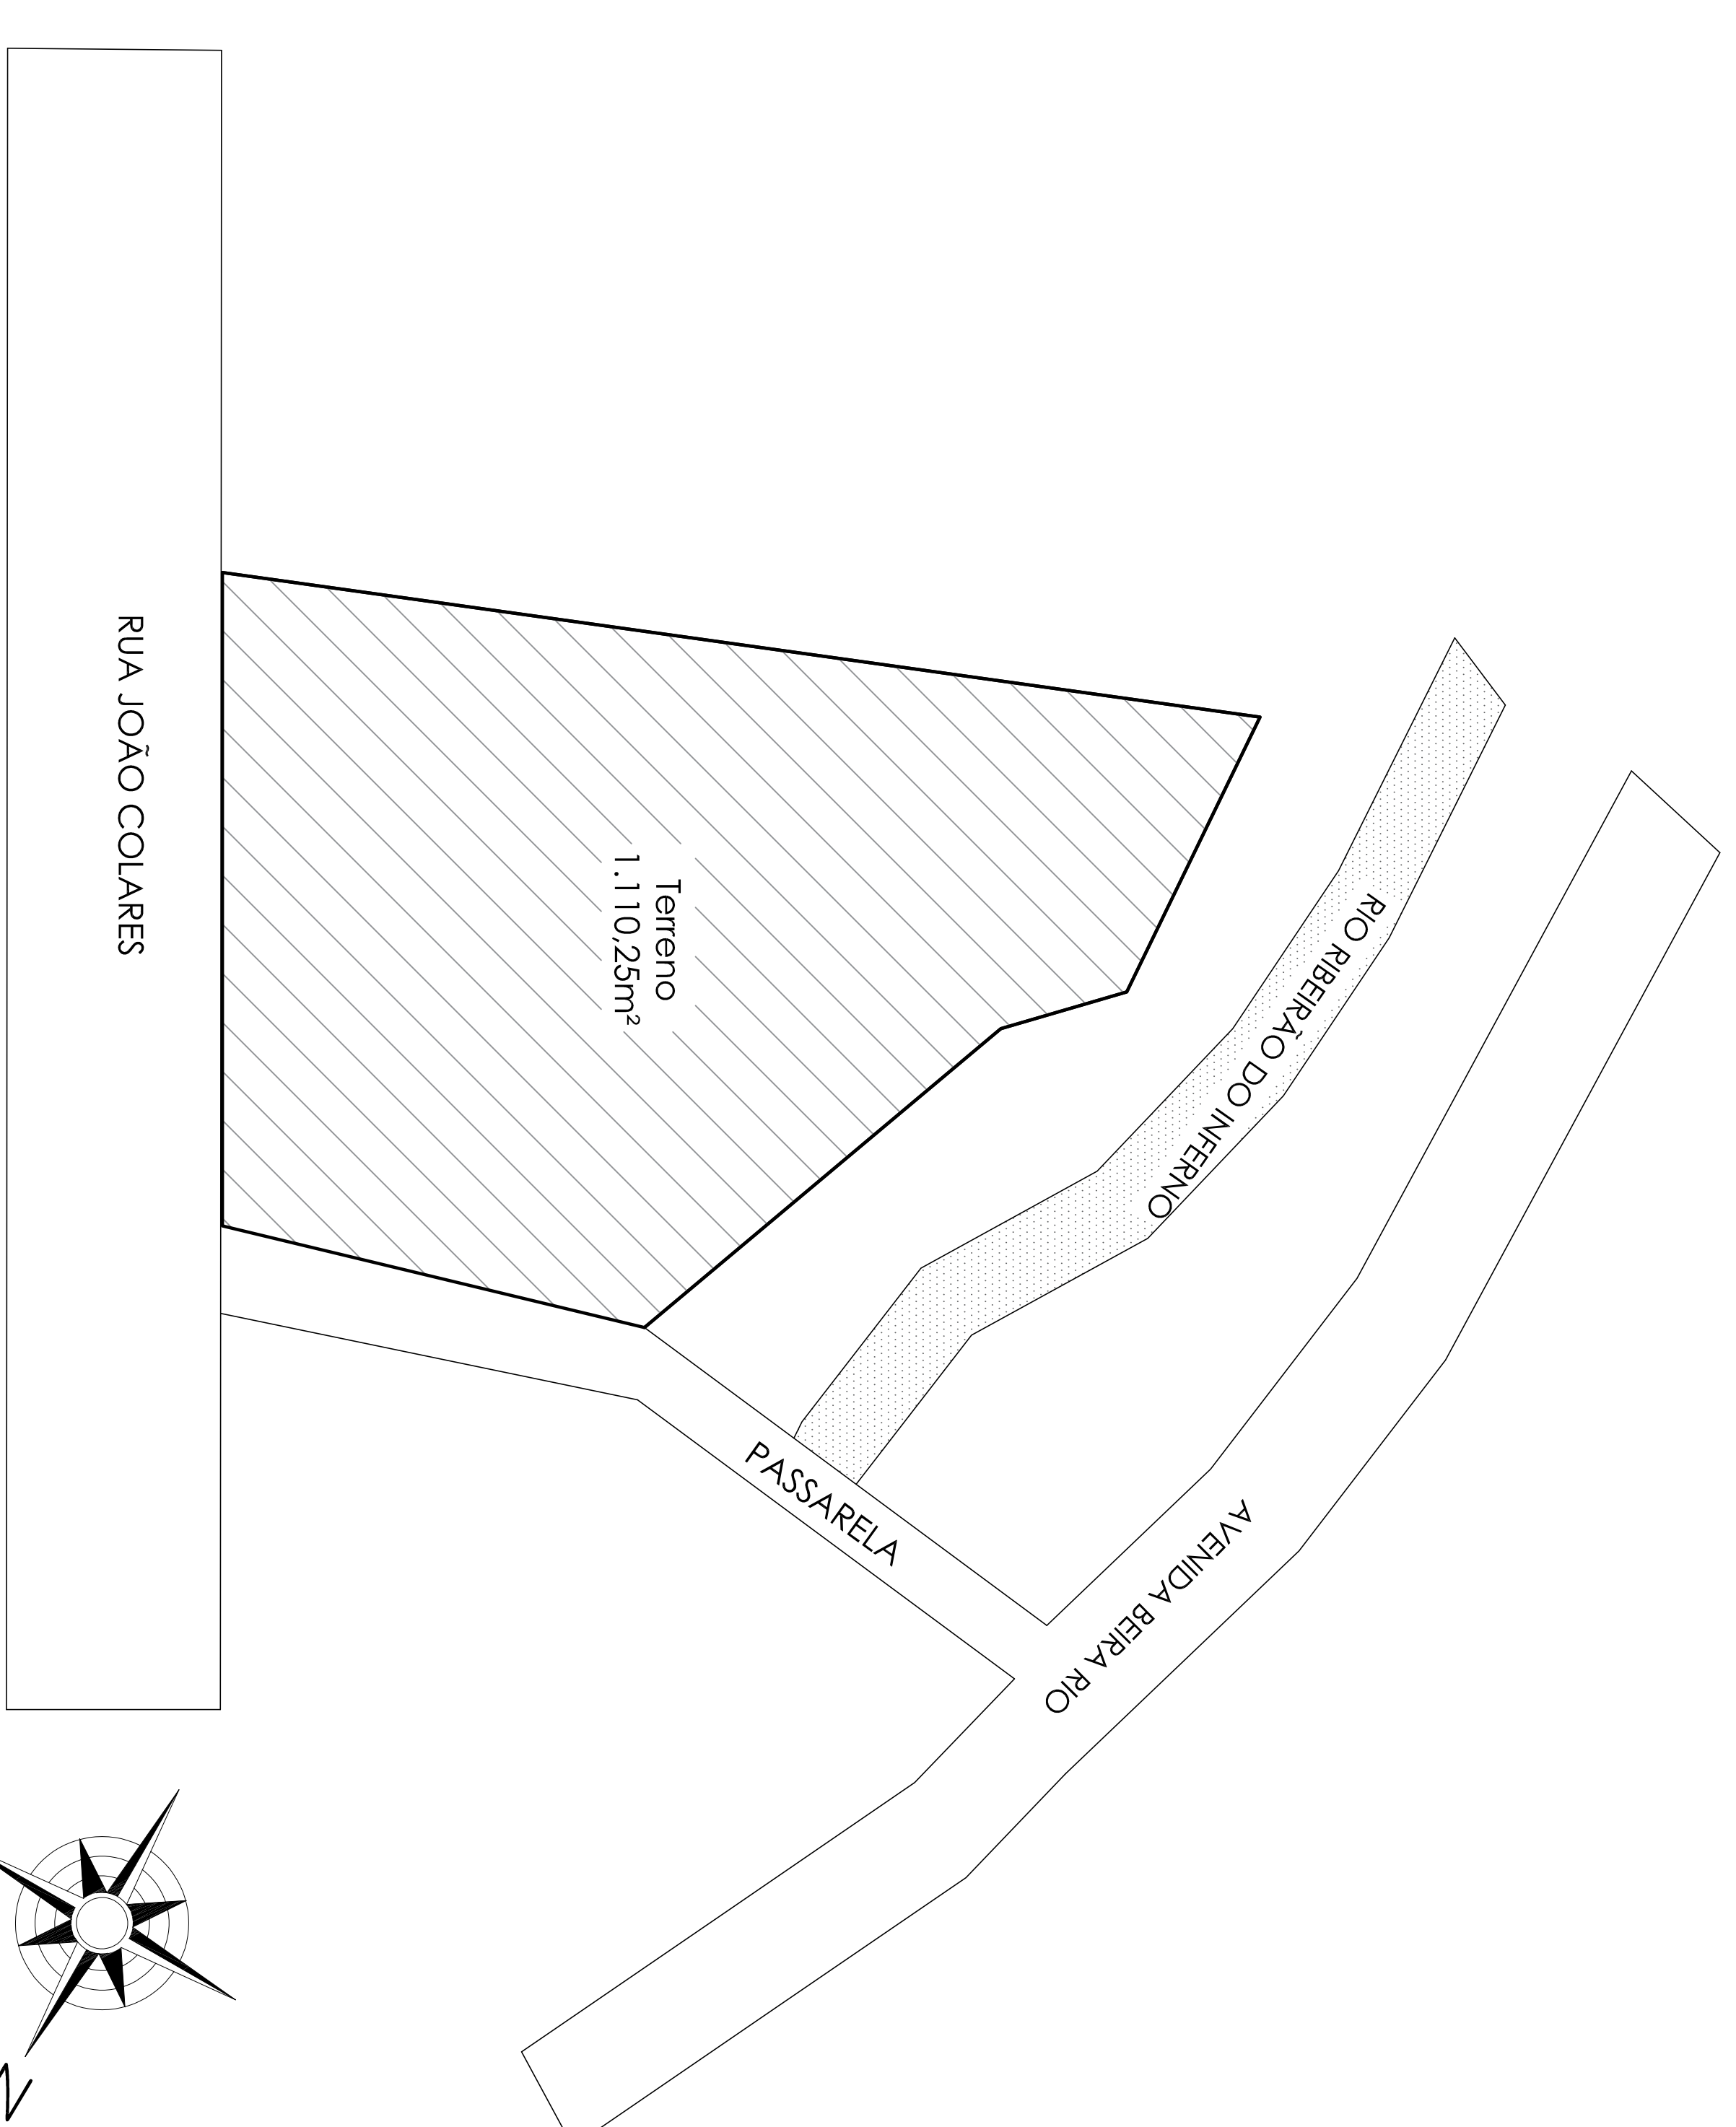 RUA JOÃO COLARES
Terreno
1.110,25m²
RIO RIBEIRÃO DO INFERNO
PASSARELA
AVENIDA BEIRA RIO
N